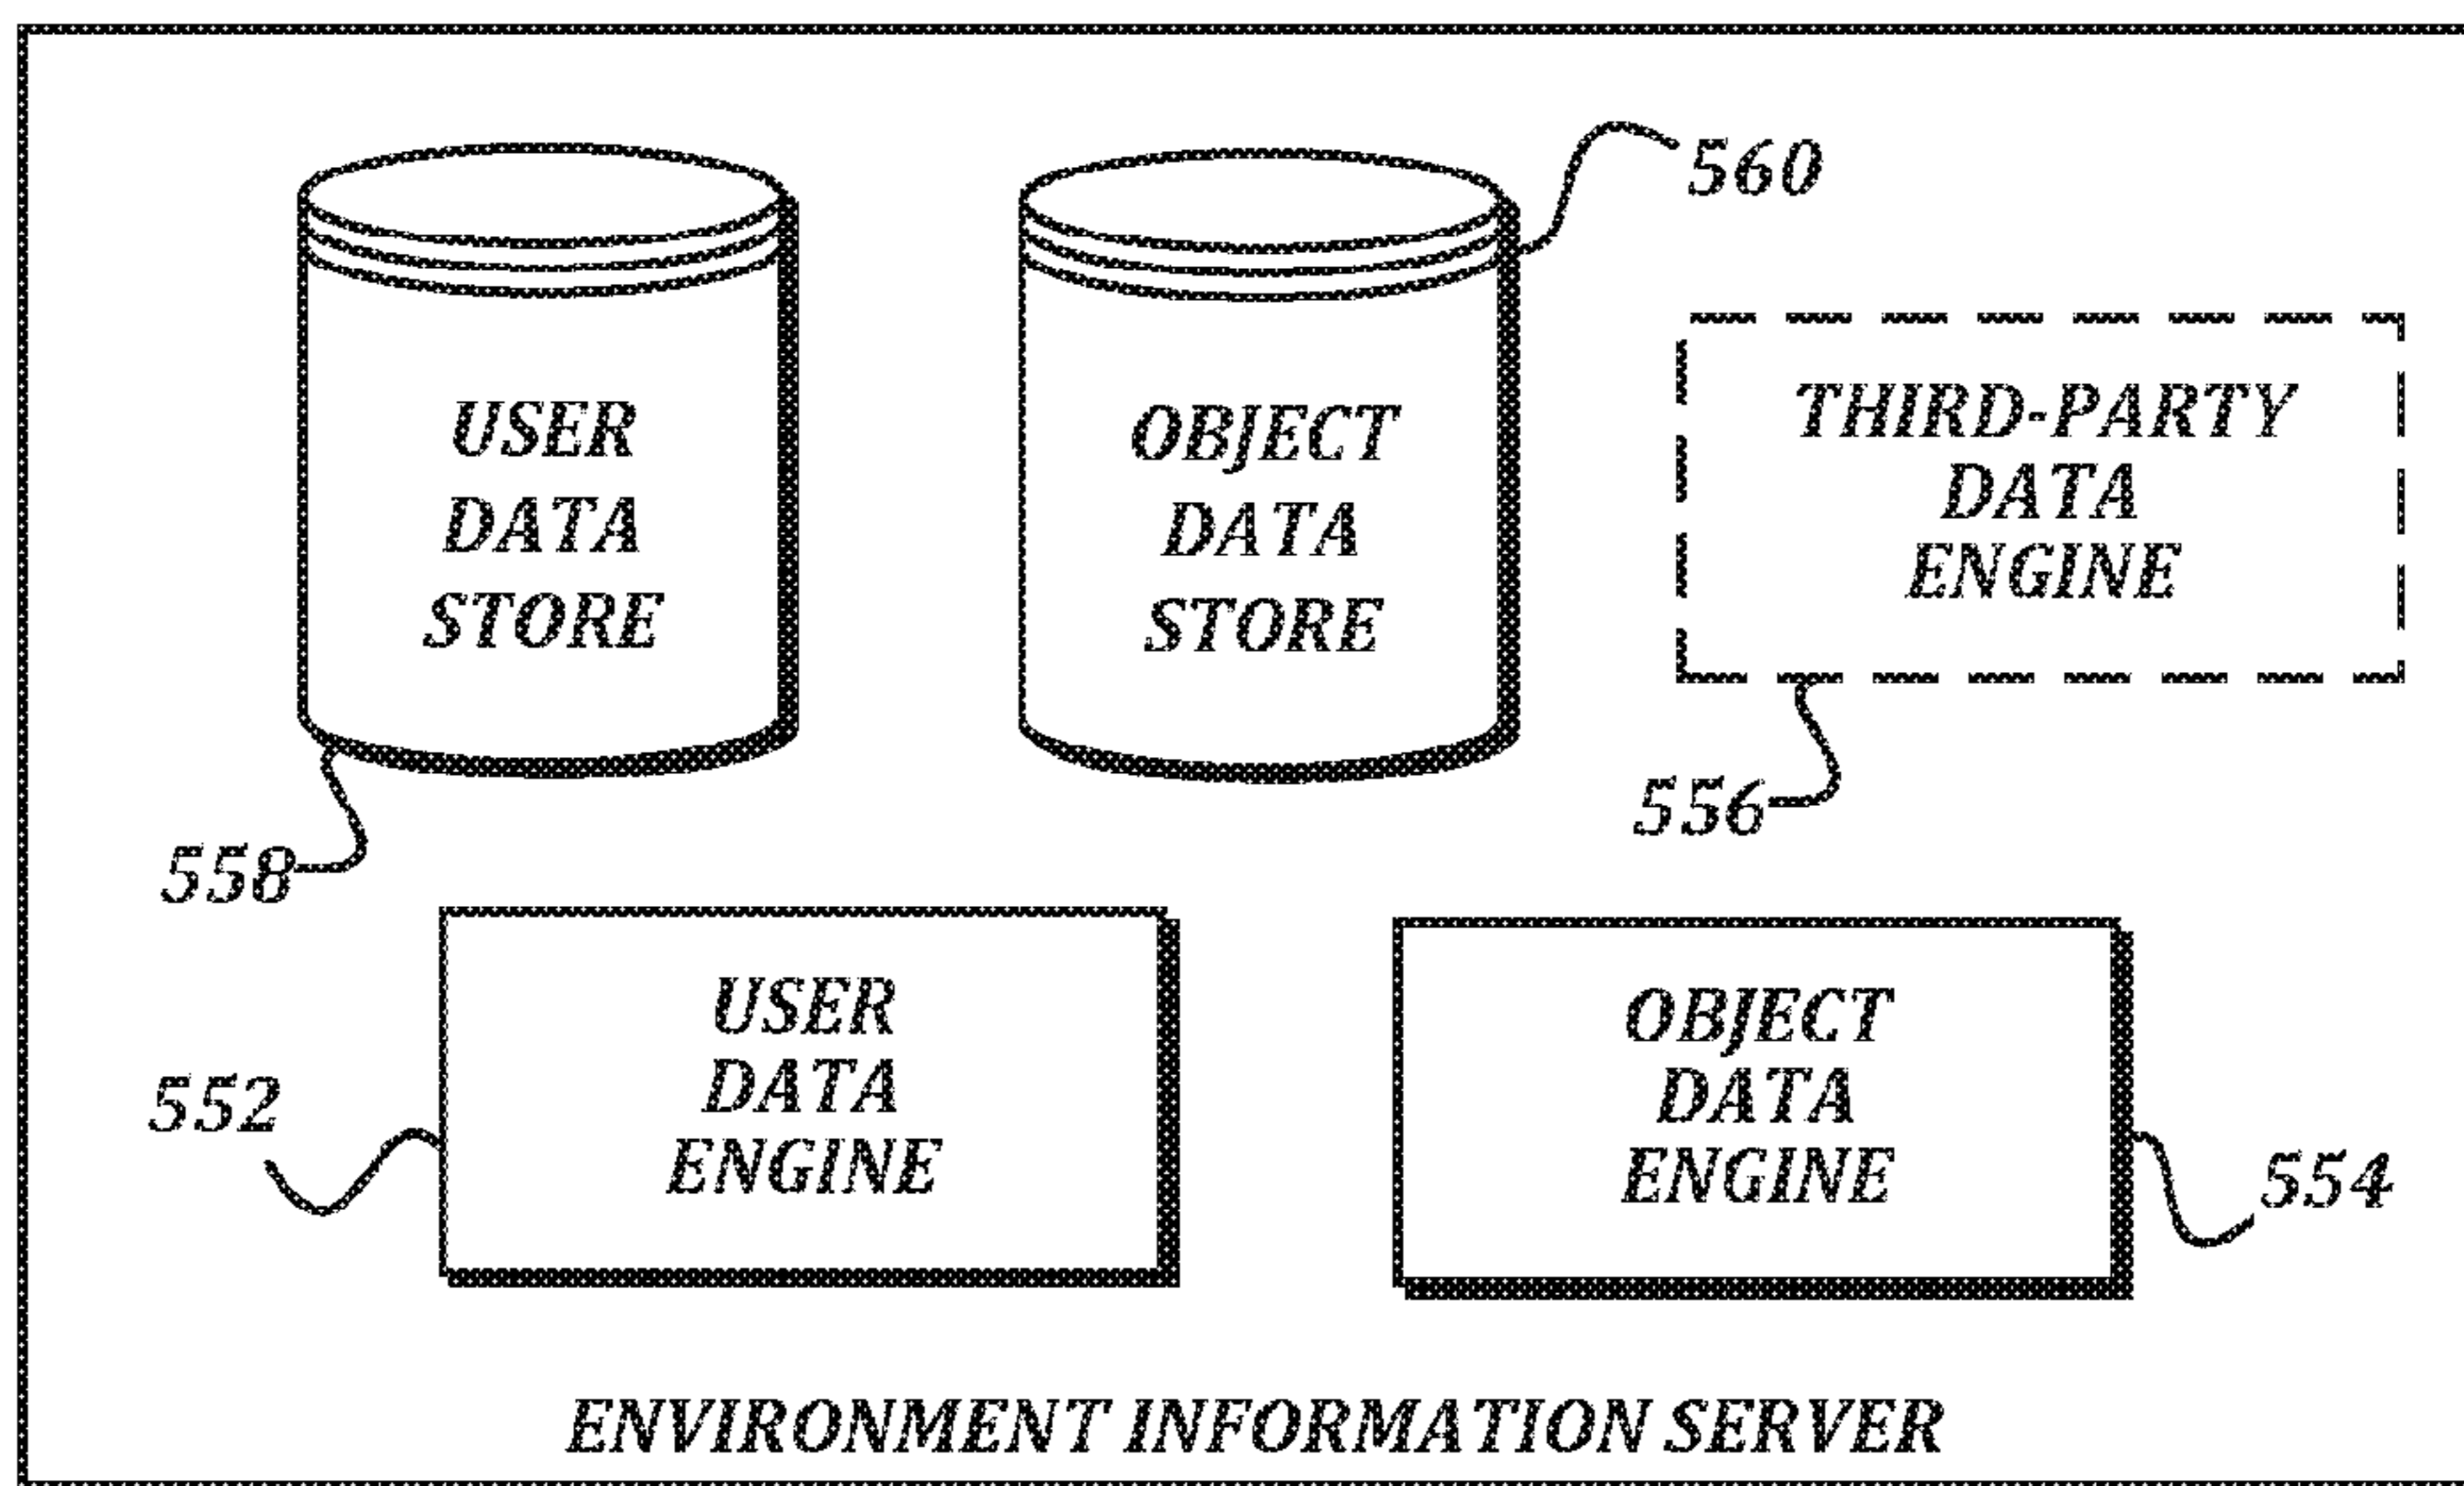 560
USER
DATA
STORE
OBJECT
DATA
STORE
THIRD-PARTY
DATA
ENGINE
556
558
USER
DATA
ENGINE
552
OBJECT
DATA
ENGINE
554
ENVIRONMENT INFORMATION SERVER